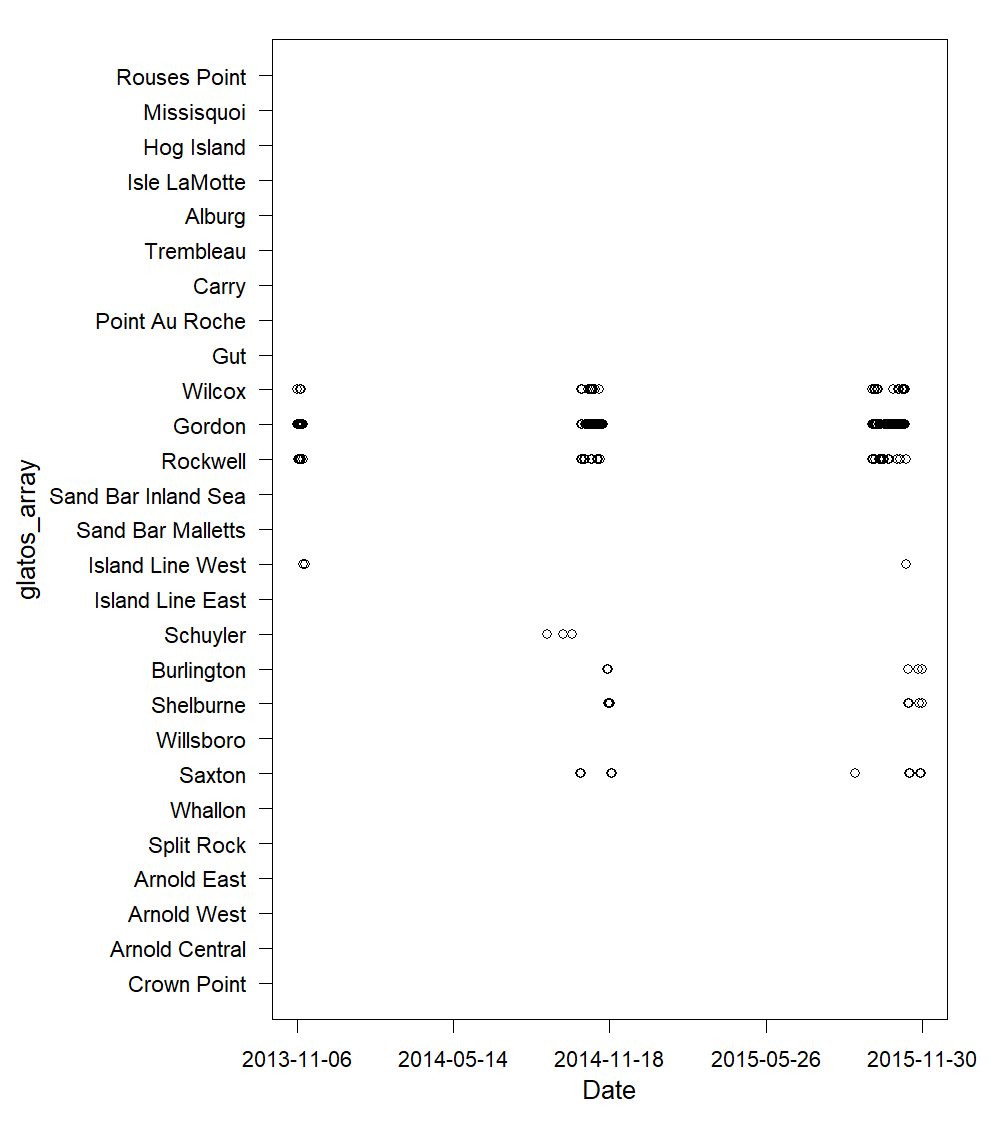 Rouses Point
Missisquoi
Hog Island
Isle LaMotte
Alburg
Trembleau
Carry
Point Au Roche
Gut
Wilcox
Gordon
Rockwell
Sand Bar Inland Sea
Sand Bar Malletts
Island Line West
Island Line East
Schuyler
Burlington
Shelburne
Willsboro
Saxton
Whallon
Split Rock
Arnold East
Arnold West
Arnold Central
Crown Point
glatos_array
2013-11-06 2014-05-14 2014-11-18 2015-05-26 2015-11-30
Date